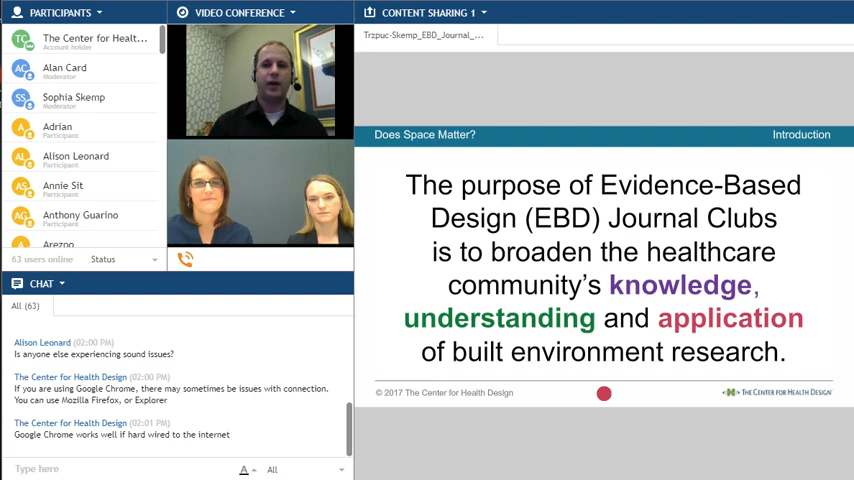 PARTICIPANTS
TC
The Center for Healt...
Account holder
AC
Alan Card
Moderator
SS
Sophia Skemp
Moderator
A
Adrian
Participant
AL
Alison Leonard
Participant
AS
Annie Sit
Participant
AG
Anthony Guarino
Participant
A
Arezoo
63 users online
Status
CHAT
All (63)
Alison Leonard (02:00 PM)
Is anyone else experiencing sound issues?
The Center for Health Design (02:00 PM)
If you are using Google Chrome, there may sometimes be issues with connection.
You can use Mozilla Firefox, or Explorer
The Center for Health Design (02:01 PM)
Google Chrome works well if hard wired to the internet
Type here
A
All
VIDEO CONFERENCE
CONTENT SHARING 1
Trzpuc-Skemp_EBD_Journal_...
Does Space Matter?
Introduction
The purpose of Evidence-Based
Design (EBD) Journal Clubs
is to broaden the healthcare
community's knowledge,
understanding and application
of built environment research.
© 2017 The Center for Health Design
THE CENTER FOR HEALTH DESIGN